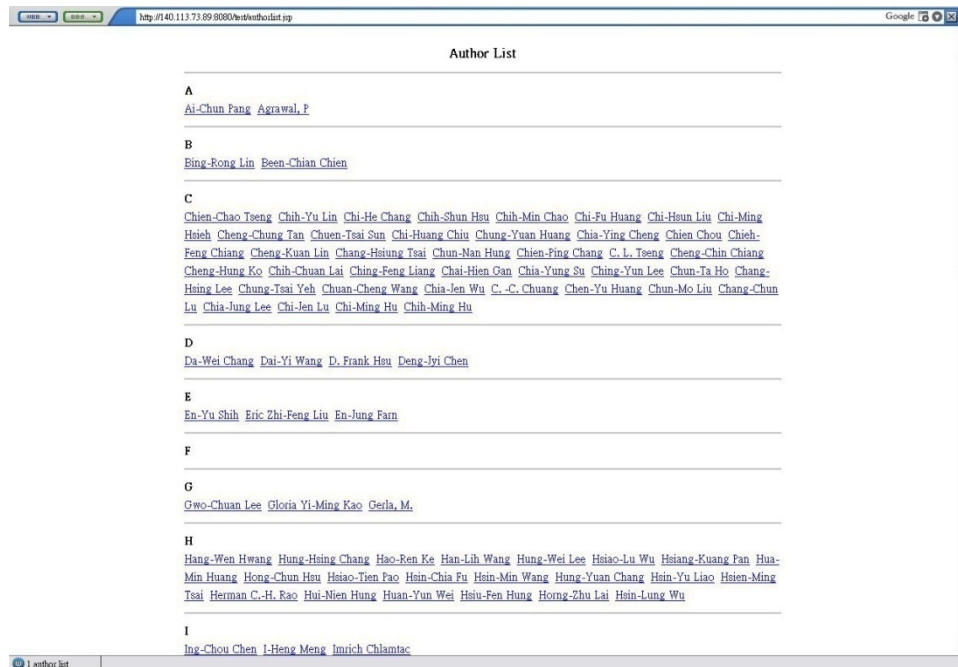 http://140.113.73.89:8080/test/authorlist.jsp
Google
Author List
A
Ai-Chun Pang Agrawal, P
B
Bing-Rong Lin Been-Chian Chien
C
Chien-Chao Tseng Chih-Yu Lin Chi-He Chang Chih-Shun Hsu Chih-Min Chao Chi-Fu Huang Chi-Hsun Liu Chi-Ming
Hsieh Cheng-Chung Tan Chuen-Tsai Sun Chi-Huang Chiu Chung-Yuan Huang Chia-Ying Cheng Chien Chou Chieh-
Feng Chiang Cheng-Kuan Lin Chang-Hsiung Tsai Chun-Nan Hung Chien-Ping Chang C. L. Tseng Cheng-Chin Chiang
Cheng-Hung Ko Chih-Chuan Lai Ching-Feng Liang Chai-Hien Gan Chia-Yung Su Ching-Yun Lee Chun-Ta Ho Chang-
Hsing Lee Chung-Tsai Yeh Chuan-Cheng Wang Chia-Jen Wu C. -C. Chuang Chen-Yu Huang Chun-Mo Liu Chang-Chun
Lu Chia-Jung Lee Chi-Jen Lu Chi-Ming Hu Chih-Ming Hu
D
Da-Wei Chang Dai-Yi Wang D. Frank Hsu Deng-Jyi Chen
E
En-Yu Shih Eric Zhi-Feng Liu En-Jung Farn
F
G
Gwo-Chuan Lee Gloria Yi-Ming Kao Gerla, M.
H
Hang-Wen Hwang Hung-Hsing Chang Hao-Ren Ke Han-Lih Wang Hung-Wei Lee Hsiao-Lu Wu Hsiang-Kuang Pan Hua-
Min Huang Hong-Chun Hsu Hsiao-Tien Pao Hsin-Chia Fu Hsin-Min Wang Hung-Yuan Chang Hsin-Yu Liao Hsien-Ming
Tsai Herman C.-H. Rao Hui-Nien Hung Huan-Yun Wei Hsiu-Fen Hung Horng-Zhu Lai Hsin-Lung Wu
I
Ing-Chou Chen I-Heng Meng Imrich Chlamtac
1 author list